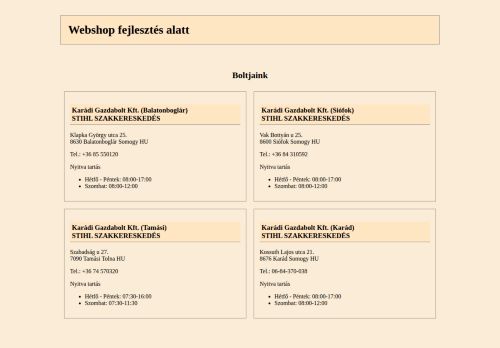 Webshop fejlesztés alatt
Boltjaink
Karádi Gazdabolt Kft. (Balatonboglár)
STIHL SZAKKERESKEDÉS
Klapka György utca 25.
8630 Balatonboglár Somogy HU
Tel.: +36 85 550120
Nyitva tartás
Hétfő - Péntek: 08:00-17:00
Szombat: 08:00-12:00
Karádi Gazdabolt Kft. (Siófok)
STIHL SZAKKERESKEDÉS
Vak Bottyán u 25.
8600 Siófok Somogy HU
Tel.: +36 84 310592
Nyitva tartás
Hétfő - Péntek: 08:00-17:00
Szombat: 08:00-12:00
Karádi Gazdabolt Kft. (Tamási)
STIHL SZAKKERESKEDÉS
Szabadság u 27.
7090 Tamási Tolna HU
Tel.: +36 74 570320
Nyitva tartás
Hétfő - Péntek: 07:30-16:00
Szombat: 07:30-11:30
Karádi Gazdabolt Kft. (Karád)
STIHL SZAKKERESKEDÉS
Kossuth Lajos utca 21.
8676 Karád Somogy HU
Tel.: 06-84-370-038
Nyitva tartás
Hétfő - Péntek: 08:00-17:00
Szombat: 08:00-12:00